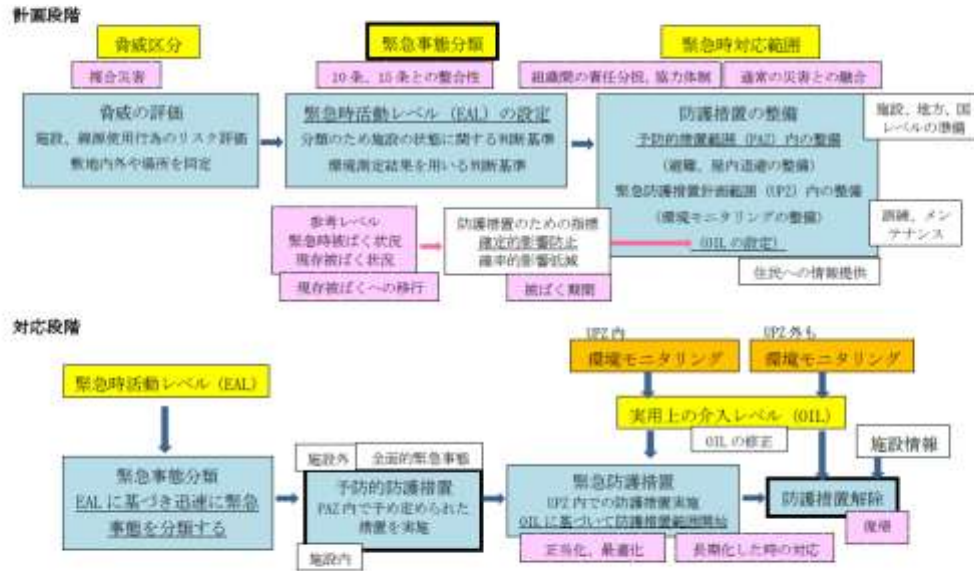 計画段階
脅威区分
緊急事態分類
緊急時対応範囲
複合災害
10条、15条との整合性
組織間の責任分担、協力体制
通常の災害との融合
脅威の評価
施設、線源使用行為のリスク評価
敷地内外や場所を同定
緊急時活動レベル（EAL）の設定
分類のため施設の状態に関する判断基準
環境測定結果を用いる判断基準
防護措置の整備
予防的措置範囲（PAZ）内の整備
（避難、屋内退避の整備）
緊急防護措置計画範囲（UPZ）内の整備
（環境モニタリングの整備）
（OILの設定）
施設、地方、国
レベルの準備
訓練、メン
テナンス
住民への情報提供
参考レベル
緊急時被ばく状況
現存被ばく状況
現存被ばくへの移行
防護措置のための指標
確定的影響防止
確率的影響低減
被ばく期間
対応段階
UPZ内
環境モニタリング
UPZ外も
環境モニタリング
緊急時活動レベル（EAL）
実用上の介入レベル（OIL）
OILの修正
施設情報
緊急事態分類
EALに基づき迅速に緊急
事態を分類する
施設外
全面的緊急事態
予防的防護措置
PAZ内で予め定められた
措置を実施
施設内
緊急防護措置
UPZ内での防護措置実施
OILに基づいて防護措置範囲開始
正当化、最適化
長期化した時の対応
防護措置解除
復帰